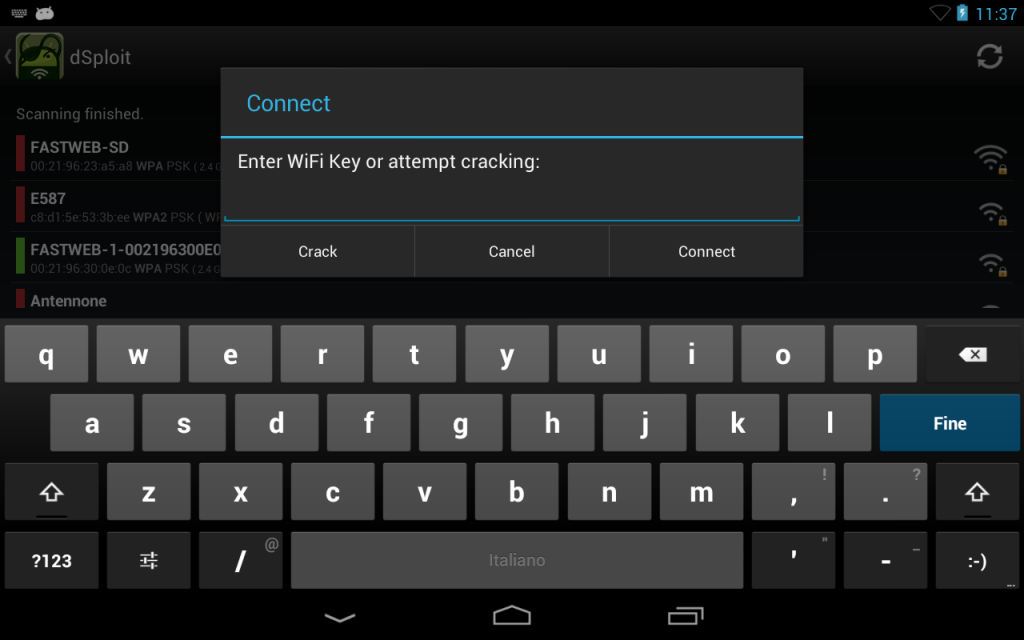 11:37
dSploit
Scanning finished.
Connect
Enter WiFi Key or attempt cracking:
Crack Cancel Connect
FASTWEB-SD
00:21:96:23:a5:a8 WPA PSK ( 2.4 G
E587
c8:d1:5e:53:3b:ee WPA2 PSK ( WP
FASTWEB-1-002196300E0
00:21:96:30:0e:0c WPA PSK ( 2.4 G
Antennone
q w e r t y u i o p
a s d f g h j k l Fine
z x c v b n m , ! . ?
?123 / @ Italiano ' " - _ :-) ...